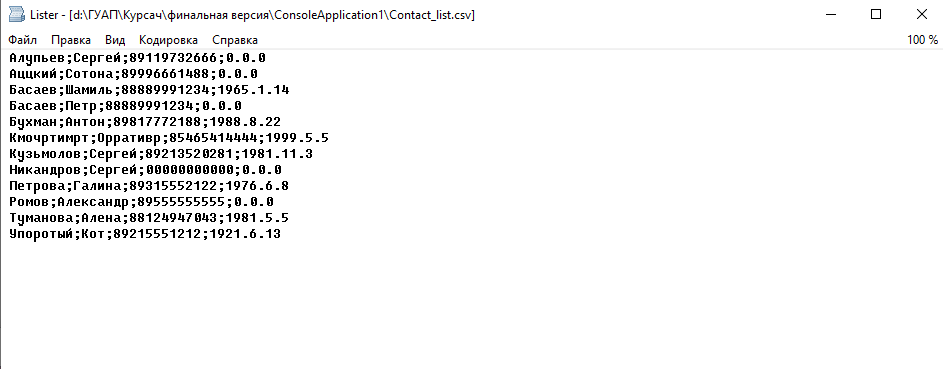 Lister - [d:\ГУАП\Курсач\финальная версия\ConsoleApplication1\Contact_list.csv]
Файл Правка Вид Кодировка Справка 100 %
Алупьев;Сергей;89119732666;0.0.0
Аццкий;Сотона;89996661488;0.0.0
Басаев;Шамиль;88889991234;1965.1.14
Басаев;Петр;88889991234;0.0.0
Бухман;Антон;89817772188;1988.8.22
Кмочртимрт;Орративр;85465414444;1999.5.5
Кузьмолов;Сергей;89213520281;1981.11.3
Никандров;Сергей;00000000000;0.0.0
Петрова;Галина;89315552122;1976.6.8
Ромов;Александр;89555555555;0.0.0
Туманова;Алена;88124947043;1981.5.5
Упоротый;Кот;89215551212;1921.6.13